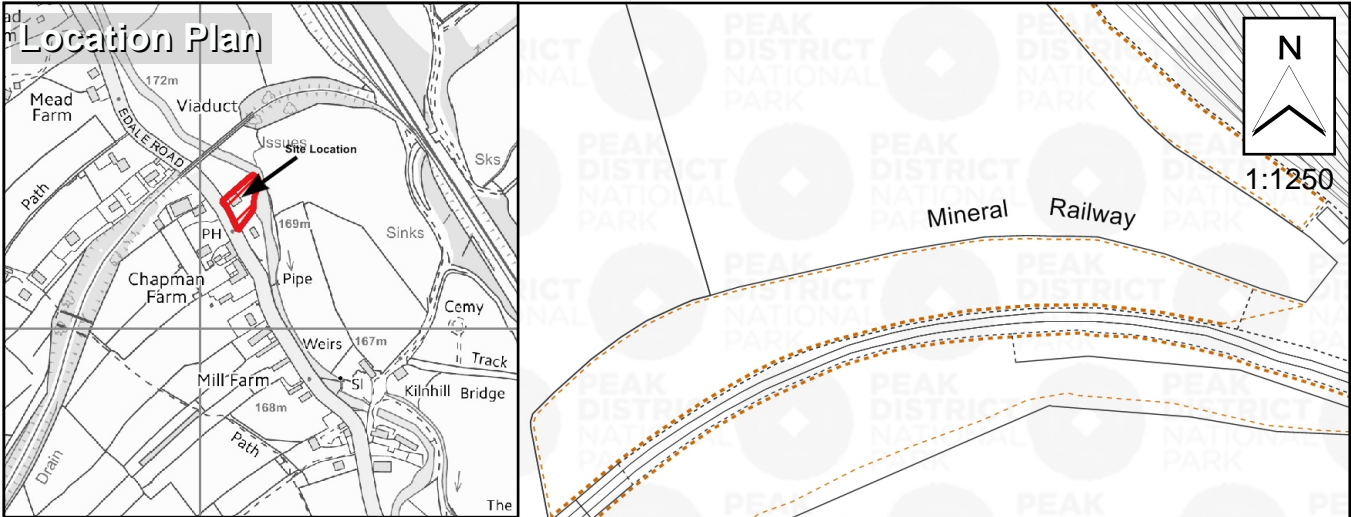 ad
m
Location Plan
172m
Mead
Farm
Viaduct
EDALE ROAD
Issues
Site Location
Sks
Path
PH
169m
Sinks
Chapman
Farm
Pipe
Cemy
Weirs
167m
Track
Mill Farm
SI
Kilnhill Bridge
168m
Path
Drain
The
Mineral Railway
N
1:1250
PEAK
DISTRICT
NATIONAL
PARK